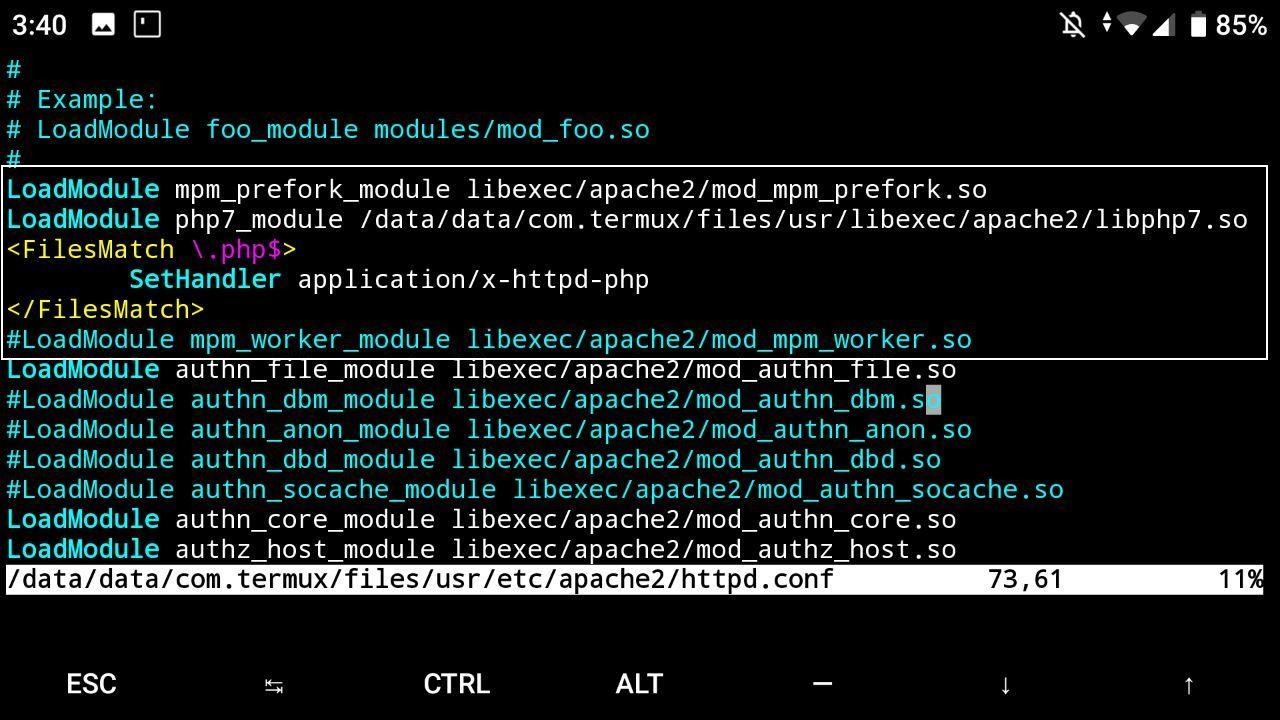 3:40 85%
#
# Example:
# LoadModule foo_module modules/mod_foo.so
#
LoadModule mpm_prefork_module libexec/apache2/mod_mpm_prefork.so
LoadModule php7_module /data/data/com.termux/files/usr/libexec/apache2/libphp7.so
<FilesMatch \.php$>
        SetHandler application/x-httpd-php
</FilesMatch>
#LoadModule mpm_worker_module libexec/apache2/mod_mpm_worker.so
LoadModule authn_file_module libexec/apache2/mod_authn_file.so
#LoadModule authn_dbm_module libexec/apache2/mod_authn_dbm.so
#LoadModule authn_anon_module libexec/apache2/mod_authn_anon.so
#LoadModule authn_dbd_module libexec/apache2/mod_authn_dbd.so
#LoadModule authn_socache_module libexec/apache2/mod_authn_socache.so
LoadModule authn_core_module libexec/apache2/mod_authn_core.so
LoadModule authz_host_module libexec/apache2/mod_authz_host.so
/data/data/com.termux/files/usr/etc/apache2/httpd.conf 73,61 11%
ESC ↹ CTRL ALT — ↓ ↑